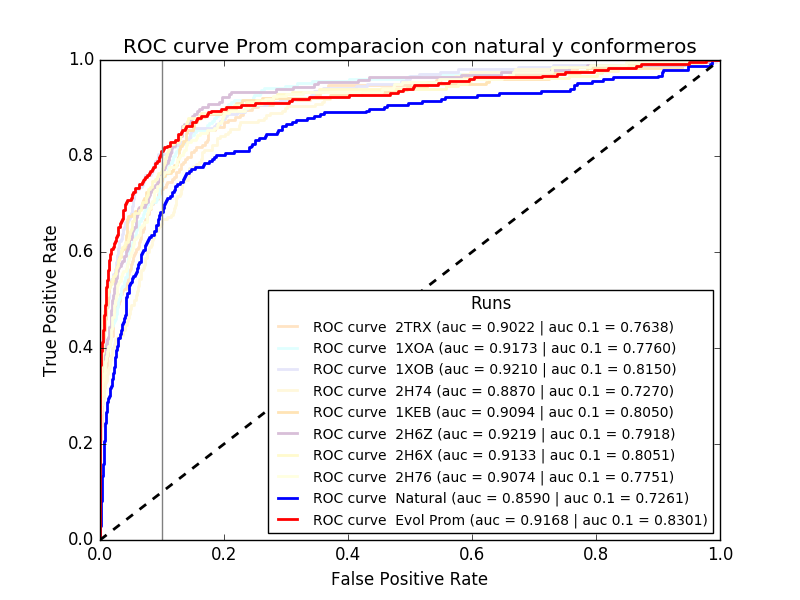 ROC curve Prom comparacion con natural y conformeros
1.0
0.8
0.6
0.4
0.2
0.0
True Positive Rate
Runs
ROC curve 2TRX (auc = 0.9022 | auc 0.1 = 0.7638)
ROC curve 1XOA (auc = 0.9173 | auc 0.1 = 0.7760)
ROC curve 1XOB (auc = 0.9210 | auc 0.1 = 0.8150)
ROC curve 2H74 (auc = 0.8870 | auc 0.1 = 0.7270)
ROC curve 1KEB (auc = 0.9094 | auc 0.1 = 0.8050)
ROC curve 2H6Z (auc = 0.9219 | auc 0.1 = 0.7918)
ROC curve 2H6X (auc = 0.9133 | auc 0.1 = 0.8051)
ROC curve 2H76 (auc = 0.9074 | auc 0.1 = 0.7751)
ROC curve Natural (auc = 0.8590 | auc 0.1 = 0.7261)
ROC curve Evol Prom (auc = 0.9168 | auc 0.1 = 0.8301)
0.0 0.2 0.4 0.6 0.8 1.0
False Positive Rate